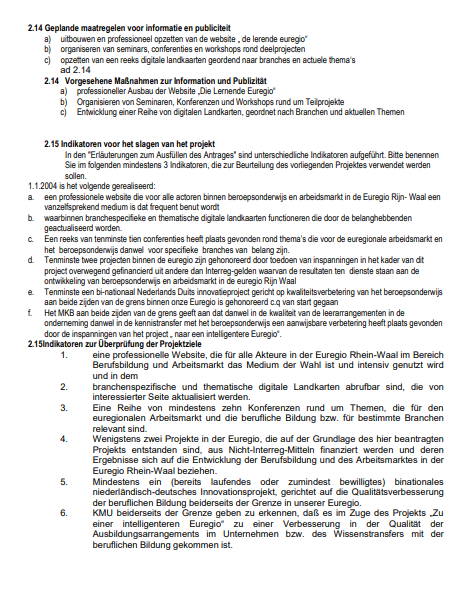 2.14 Geplande maatregelen voor informatie en publiciteit
a) uitbouwen en professioneel opzetten van de website „ de lerende euregio“
b) organiseren van seminars, conferenties en workshops rond deelprojecten
c) opzetten van een reeks digitale landkaarten geordend naar branches en actuele thema's
ad 2.14
2.14 Vorgesehene Maßnahmen zur Information und Publizität
a) professioneller Ausbau der Website „Die Lernende Euregio“
b) Organisieren von Seminaren, Konferenzen und Workshops rund um Teilprojekte
c) Entwicklung einer Reihe von digitalen Landkarten, geordnet nach Branchen und aktuellen Themen
2.15 Indikatoren voor het slagen van het projekt
In den "Erläuterungen zum Ausfüllen des Antrages" sind unterschiedliche Indikatoren aufgeführt. Bitte benennen
Sie im folgenden mindestens 3 Indikatoren, die zur Beurteilung des vorliegenden Projektes verwendet werden
sollen.
1.1.2004 is het volgende gerealiseerd:
a. een professionele website die voor alle actoren binnen beroepsonderwijs en arbeidsmarkt in de Euregio Rijn- Waal een
vanzelfsprekend medium is dat frequent benut wordt
b. waarbinnen branchespecifieke en thematische digitale landkaarten functioneren die door de belanghebbenden
geactualiseerd worden.
c. Een reeks van tenminste tien conferenties heeft plaats gevonden rond thema's die voor de euregionale arbeidsmarkt en
het beroepsonderwijs danwel voor specifieke branches van belang zijn.
d. Tenminste twee projecten binnen de euregio zijn gehonoreerd door toedoen van inspanningen in het kader van dit
project overwegend gefinancierd uit andere dan Interreg-gelden waarvan de resultaten ten dienste staan aan de
ontwikkeling van beroepsonderwijs en arbeidsmarkt in de euregio Rijn Waal
e. Tenminste een bi-nationaal Nederlands Duits innovatieproject gericht op kwaliteitsverbetering van het beroepsonderwijs
aan beide zijden van de grens binnen onze Euregio is gehonoreerd c.q van start gegaan
f. Het MKB aan beide zijden van de grens geeft aan dat danwel in de kwaliteit van de leerarrangementen in de
onderneming danwel in de kennistransfer met het beroepsonderwijs een aanwijsbare verbetering heeft plaats gevonden
door de inspanningen van het project „ naar een intelligentere Euregio“.
2.15Indikatoren zur Überprüfung der Projektziele
1. eine professionelle Website, die für alle Akteure in der Euregio Rhein-Waal im Bereich
Berufsbildung und Arbeitsmarkt das Medium der Wahl ist und intensiv genutzt wird
und in dem
2. branchenspezifische und thematische digitale Landkarten abrufbar sind, die von
interessierter Seite aktualisiert werden.
3. Eine Reihe von mindestens zehn Konferenzen rund um Themen, die für den
euregionalen Arbeitsmarkt und die berufliche Bildung bzw. für bestimmte Branchen
relevant sind.
4. Wenigstens zwei Projekte in der Euregio, die auf der Grundlage des hier beantragten
Projekts entstanden sind, aus Nicht-Interreg-Mitteln finanziert werden und deren
Ergebnisse sich auf die Entwicklung der Berufsbildung und des Arbeitsmarktes in der
Euregio Rhein-Waal beziehen.
5. Mindestens ein (bereits laufendes oder zumindest bewilligtes) binationales
niederländisch-deutsches Innovationsprojekt, gerichtet auf die Qualitätsverbesserung
der beruflichen Bildung beiderseits der Grenze in unserer Euregio.
6. KMU beiderseits der Grenze geben zu erkennen, daß es im Zuge des Projekts „Zu
einer intelligenteren Euregio“ zu einer Verbesserung in der Qualität der
Ausbildungsarrangements im Unternehmen bzw. des Wissenstransfers mit der
beruflichen Bildung gekommen ist.